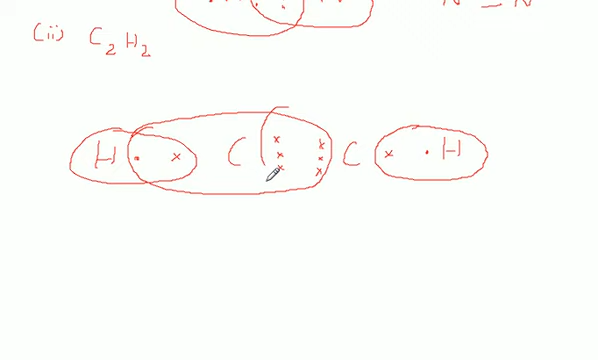 N ≡ N
(ii) C₂H₂
H • x C x x x x • x C x • H